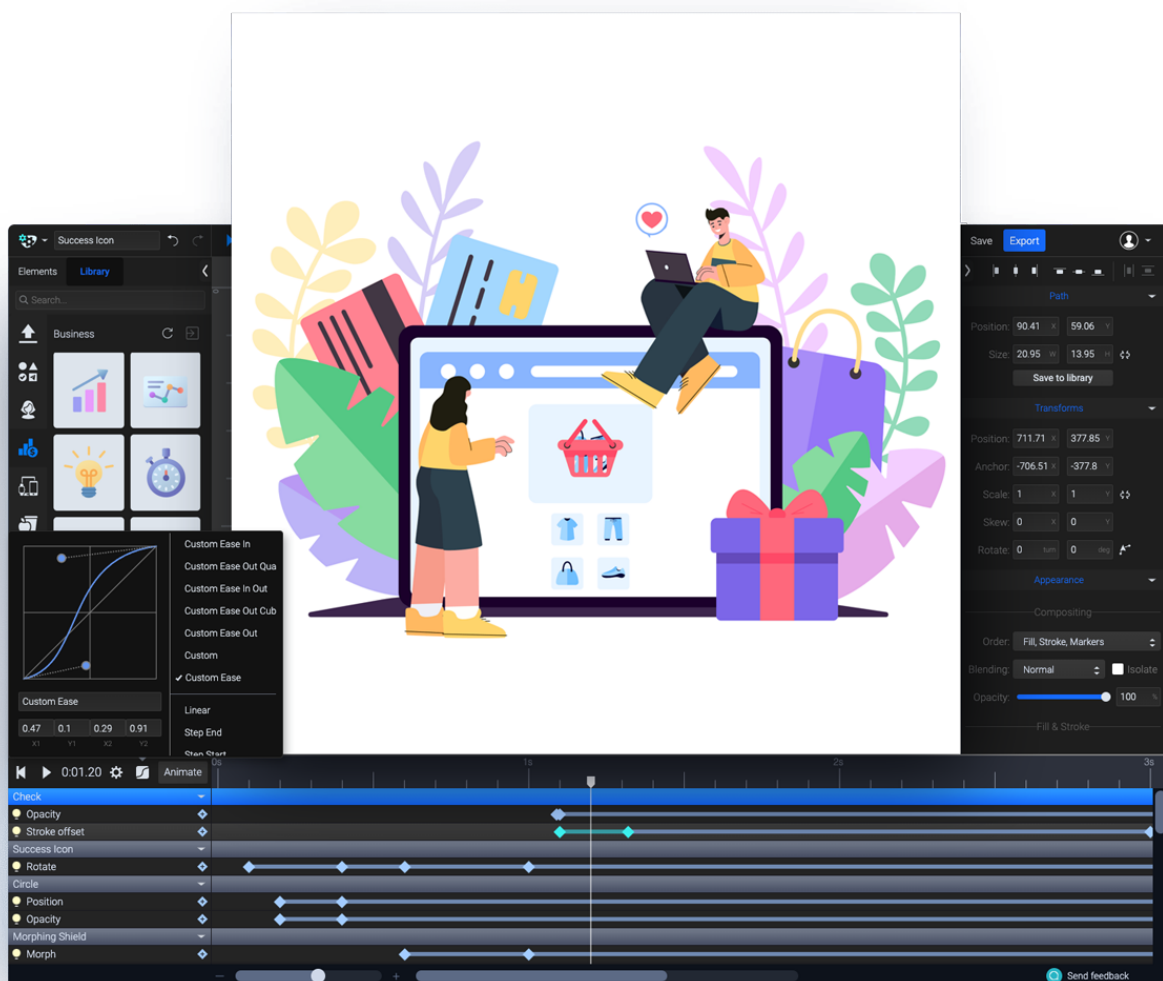 Success Icon
Save Export
Elements Library
Search...
Business
Path
Position: 90.41 X 59.06 Y
Size: 20.95 W 13.95 H
Save to library
Transforms
Position: 711.71 X 377.85 Y
Anchor: -706.51 X -377.8 Y
Scale: 1 X 1 Y
Skew: 0 X 0 Y
Rotate: 0 turn 0 deg
Appearance
Compositing
Order: Fill, Stroke, Markers
Blending: Normal Isolate
Opacity: 100 %
Fill & Stroke
Custom Ease In
Custom Ease Out Qua
Custom Ease In Out
Custom Ease Out Cub
Custom Ease Out
Custom
✓ Custom Ease
Linear
Step End
Step Start
Custom Ease
0.47 0.1 0.29 0.91
X1 Y1 X2 Y2
0:01.20 Animate
0s 1s 2s 3s
Check
Opacity
Stroke offset
Success Icon
Rotate
Circle
Position
Opacity
Morphing Shield
Morph
Send feedback